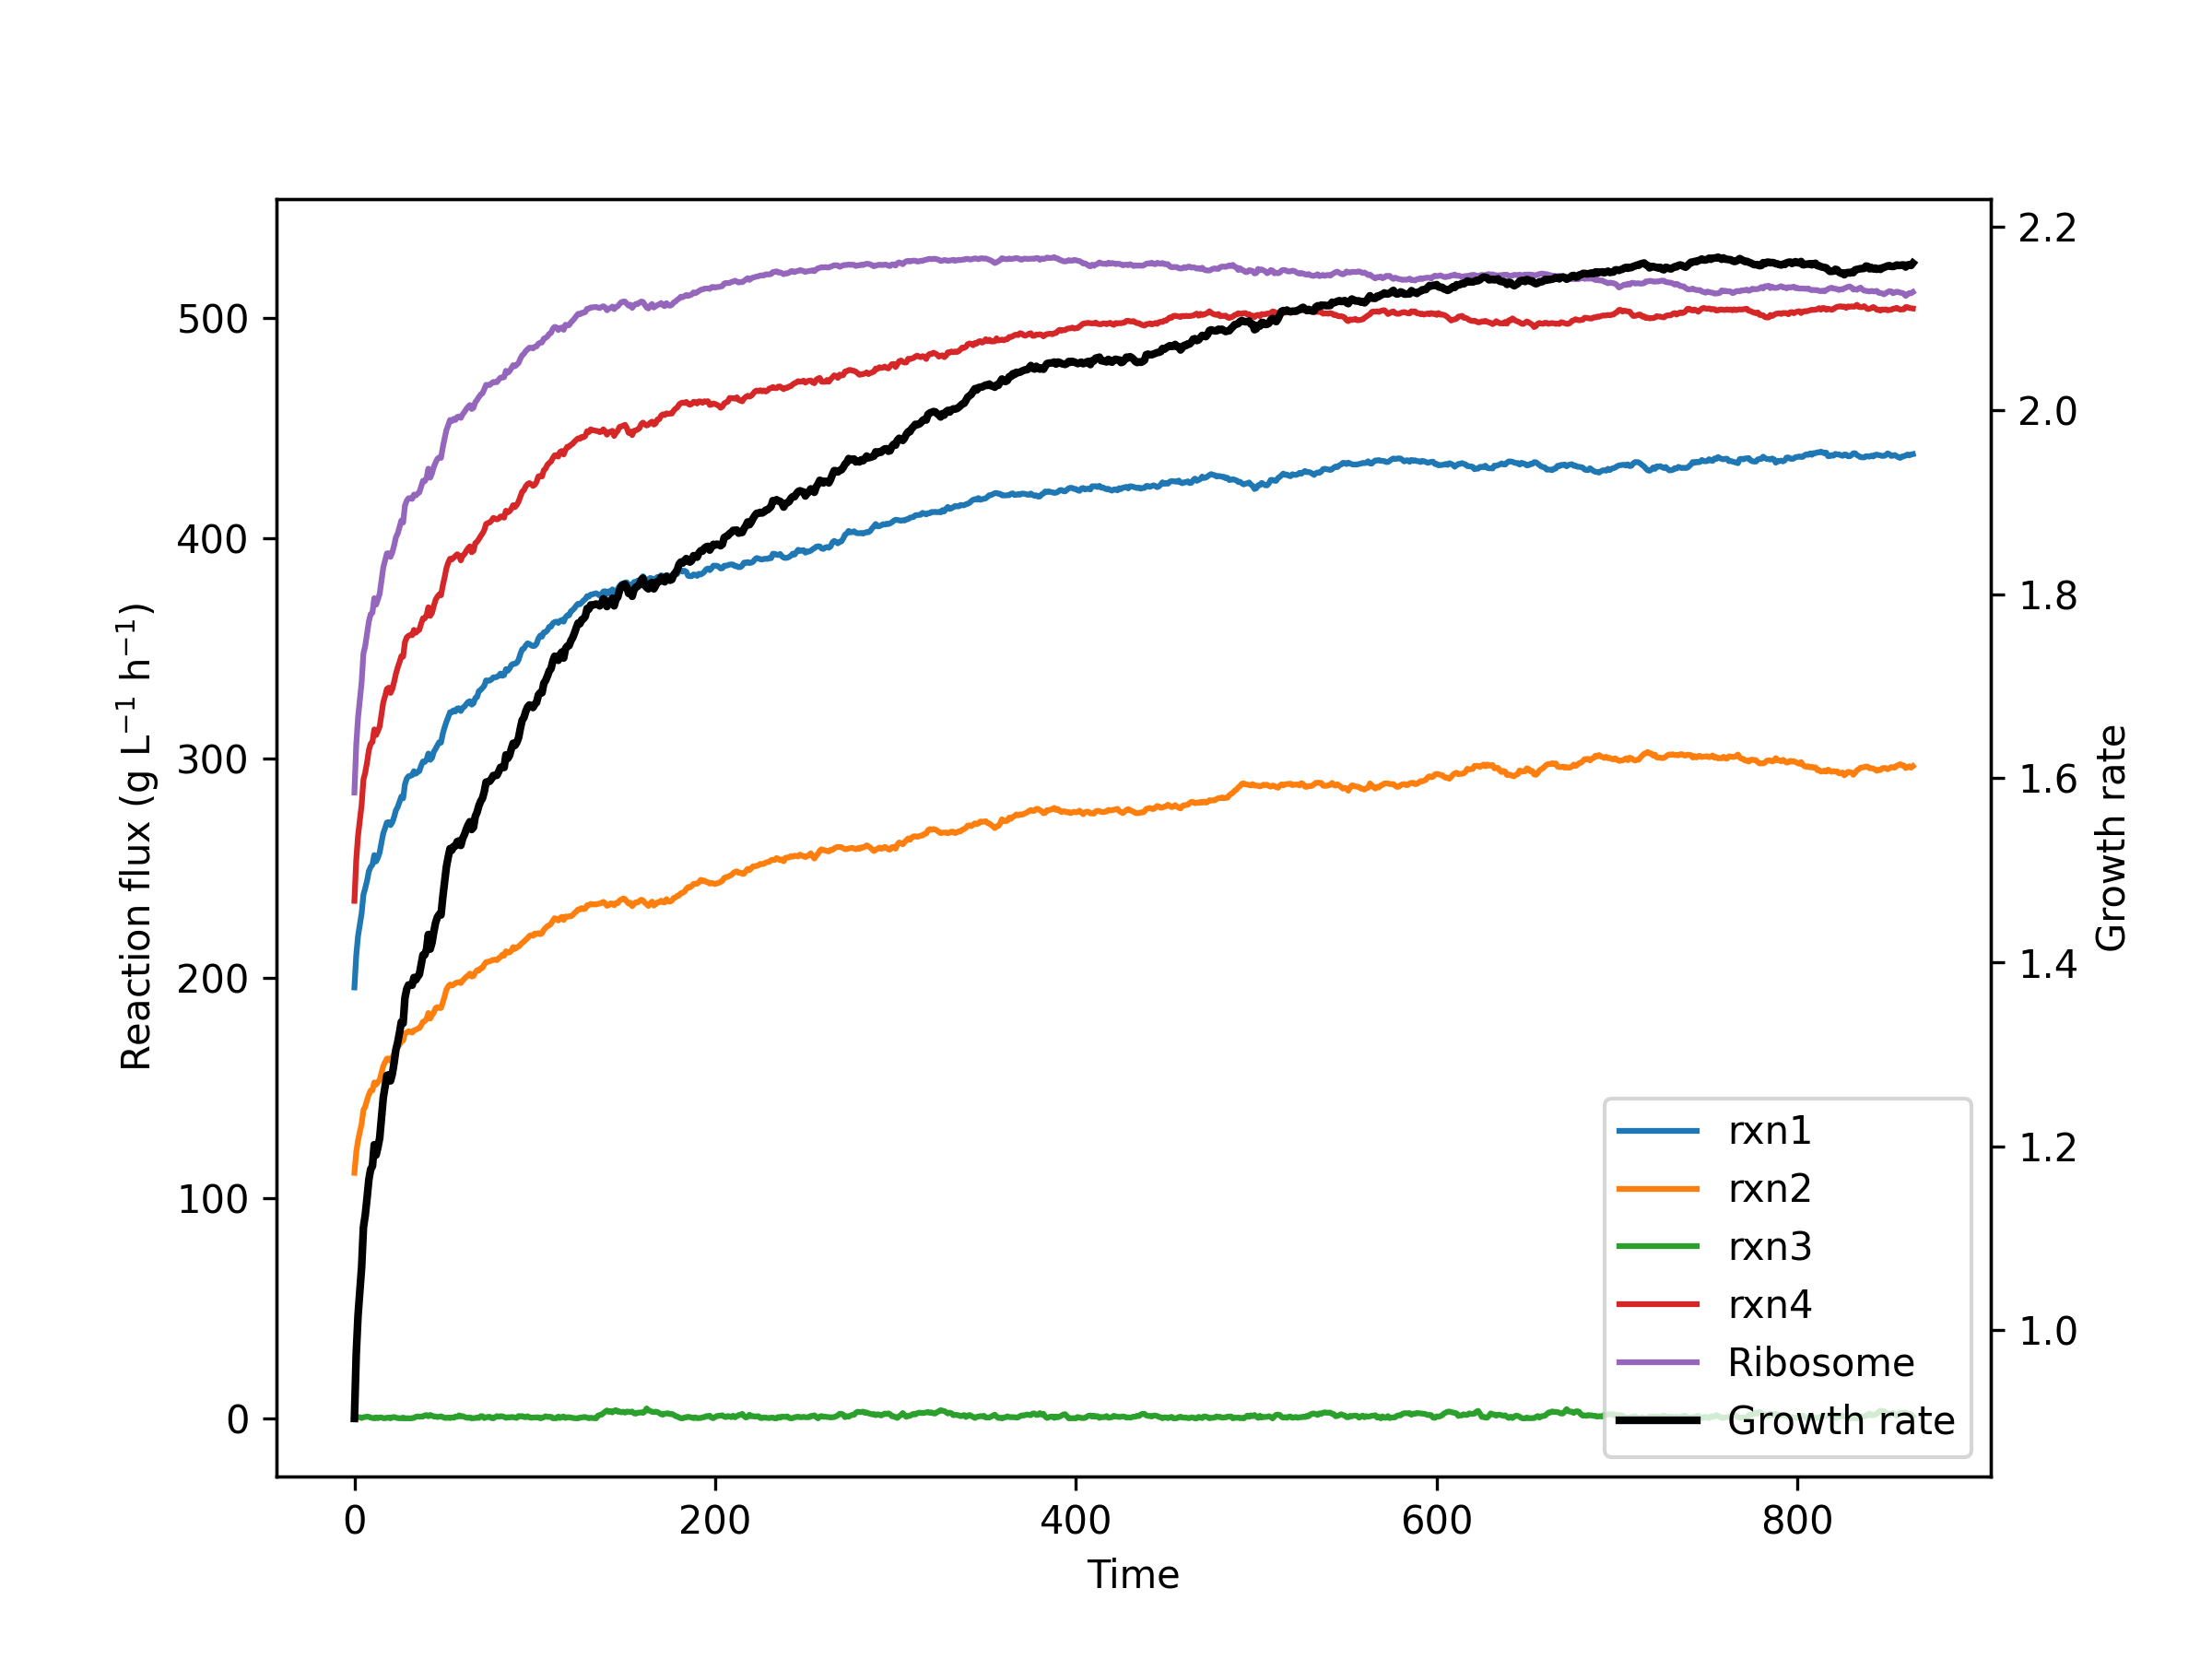 Reaction flux (g L⁻¹ h⁻¹)
500
400
300
200
100
0
2.2
2.0
1.8
1.6
1.4
1.2
1.0
Growth rate
rxn1
rxn2
rxn3
rxn4
Ribosome
Growth rate
0 200 400 600 800
Time